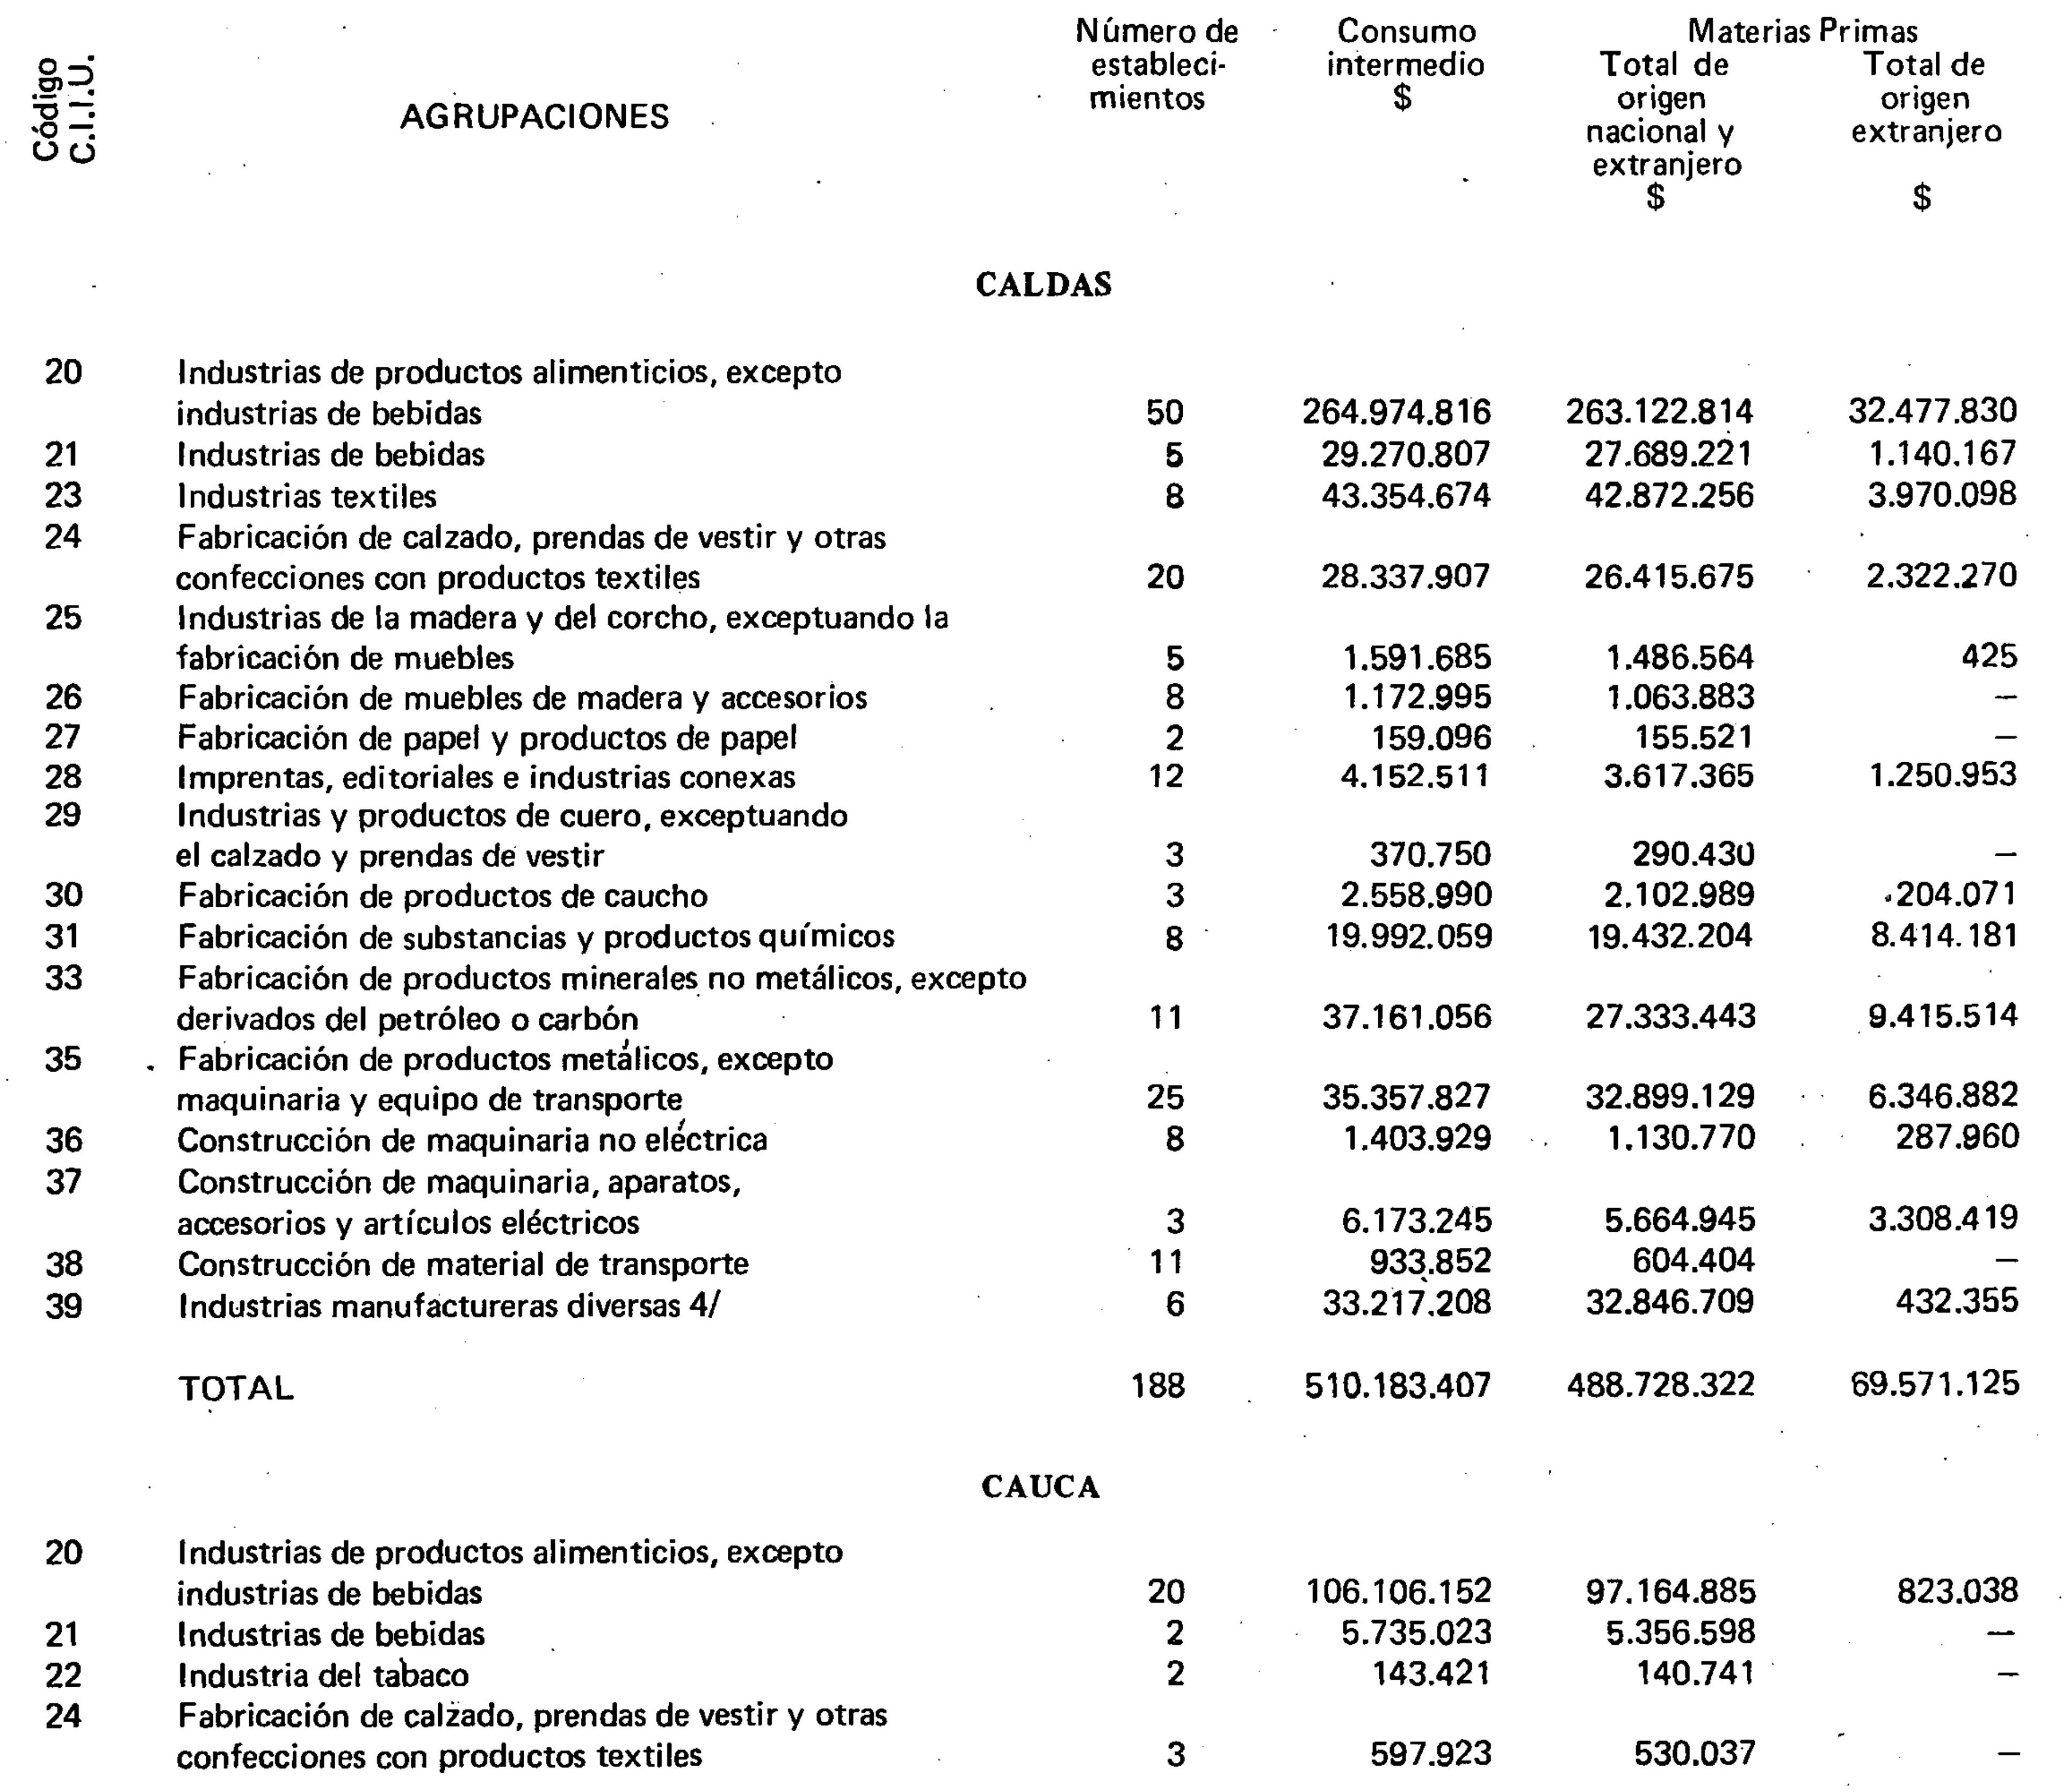 Código C.I.I.U.
AGRUPACIONES
Número de estableci- mientos
Consumo intermedio $
Materias Primas
Total de origen nacional y extranjero $
Total de origen extranjero $
CALDAS
20 Industrias de productos alimenticios, excepto
industrias de bebidas 50 264.974.816 263.122.814 32.477.830
21 Industrias de bebidas 5 29.270.807 27.689.221 1.140.167
23 Industrias textiles 8 43.354.674 42.872.256 3.970.098
24 Fabricación de calzado, prendas de vestir y otras
confecciones con productos textiles 20 28.337.907 26.415.675 2.322.270
25 Industrias de la madera y del corcho, exceptuando la
fabricación de muebles 5 1.591.685 1.486.564 425
26 Fabricación de muebles de madera y accesorios 8 1.172.995 1.063.883 —
27 Fabricación de papel y productos de papel 2 159.096 155.521 —
28 Imprentas, editoriales e industrias conexas 12 4.152.511 3.617.365 1.250.953
29 Industrias y productos de cuero, exceptuando
el calzado y prendas de vestir 3 370.750 290.430 —
30 Fabricación de productos de caucho 3 2.558.990 2.102.989 204.071
31 Fabricación de substancias y productos químicos 8 19.992.059 19.432.204 8.414.181
33 Fabricación de productos minerales no metálicos, excepto
derivados del petróleo o carbón 11 37.161.056 27.333.443 9.415.514
35 Fabricación de productos metálicos, excepto
maquinaria y equipo de transporte 25 35.357.827 32.899.129 6.346.882
36 Construcción de maquinaria no eléctrica 8 1.403.929 1.130.770 287.960
37 Construcción de maquinaria, aparatos,
accesorios y artículos eléctricos 3 6.173.245 5.664.945 3.308.419
38 Construcción de material de transporte 11 933.852 604.404 —
39 Industrias manufactureras diversas 4/ 6 33.217.208 32.846.709 432.355
TOTAL 188 510.183.407 488.728.322 69.571.125
CAUCA
20 Industrias de productos alimenticios, excepto
industrias de bebidas 20 106.106.152 97.164.885 823.038
21 Industrias de bebidas 2 5.735.023 5.356.598 —
22 Industria del tabaco 2 143.421 140.741 —
24 Fabricación de calzado, prendas de vestir y otras
confecciones con productos textiles 3 597.923 530.037 —